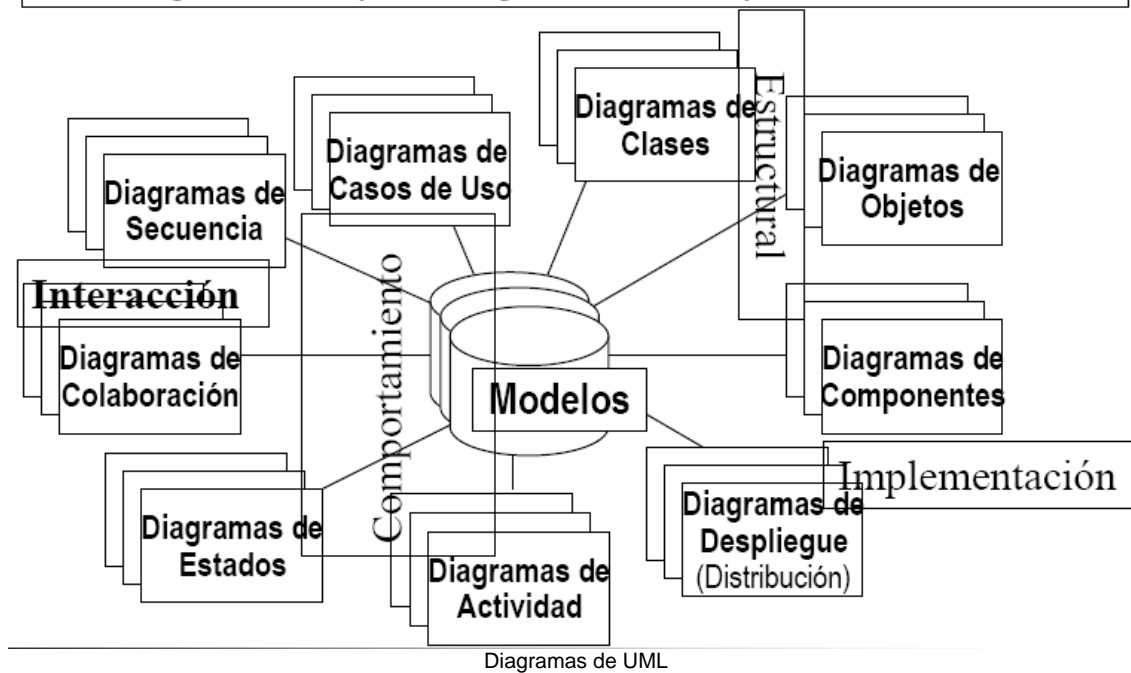 Diagramas de
Clases
Estructural
Diagramas de
Casos de Uso
Diagramas de
Objetos
Diagramas de
Secuencia
Interacción
Comportamiento
Diagramas de
Colaboración
Modelos
Diagramas de
Componentes
Implementación
Diagramas de
Despliegue
(Distribución)
Diagramas de
Estados
Diagramas de
Actividad
Diagramas de UML